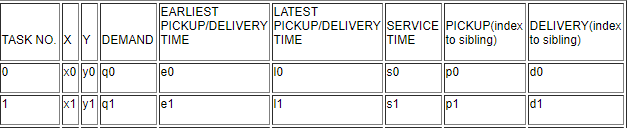 TASK NO. X Y DEMAND EARLIEST PICKUP/DELIVERY TIME LATEST PICKUP/DELIVERY TIME SERVICE TIME PICKUP(index to sibling) DELIVERY(index to sibling)
0 x0 y0 q0 e0 l0 s0 p0 d0
1 x1 y1 q1 e1 l1 s1 p1 d1